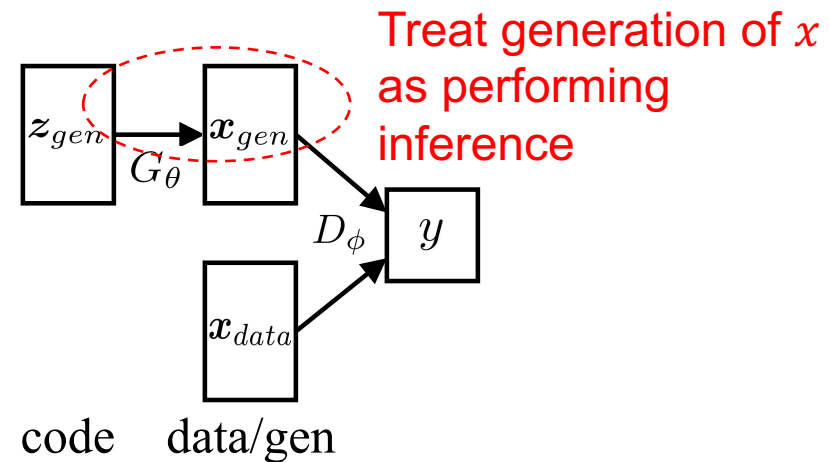 Treat generation of x
as performing
inference
z_gen
G_θ
x_gen
D_ϕ
y
x_data
code
data/gen